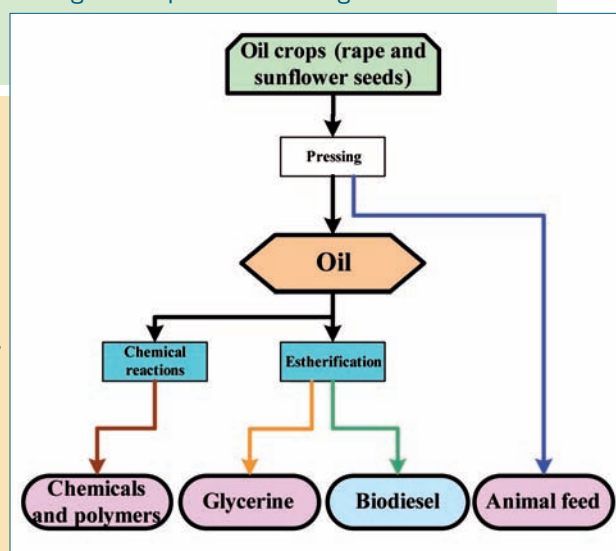 Oil crops (rape and
sunflower seeds)
Pressing
Oil
Chemical
reactions
Estherification
Chemicals
and polymers
Glycerine
Biodiesel
Animal feed